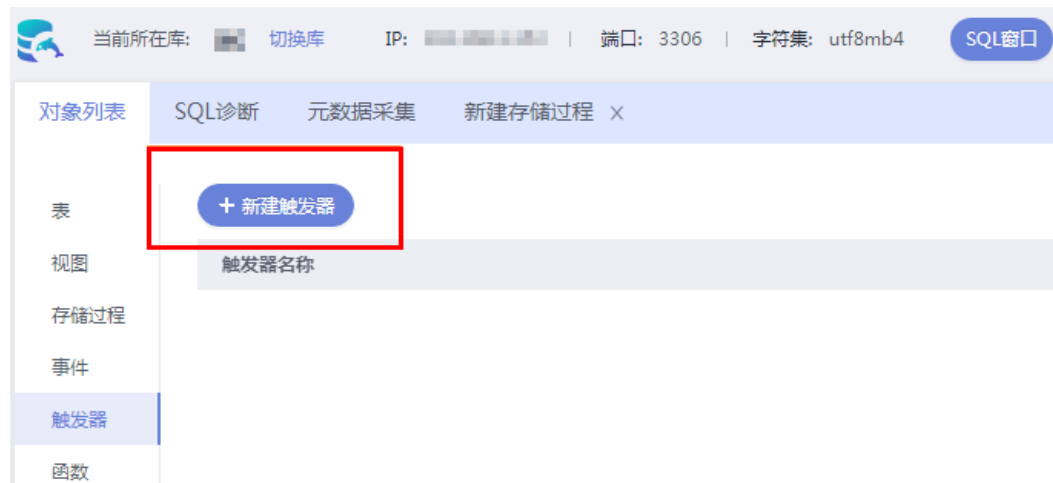 当前所在库: 切换库 IP: | 端口: 3306 | 字符集: utf8mb4 SQL窗口
对象列表 SQL诊断 元数据采集 新建存储过程 ×
+ 新建触发器
触发器名称
表
视图
存储过程
事件
触发器
函数